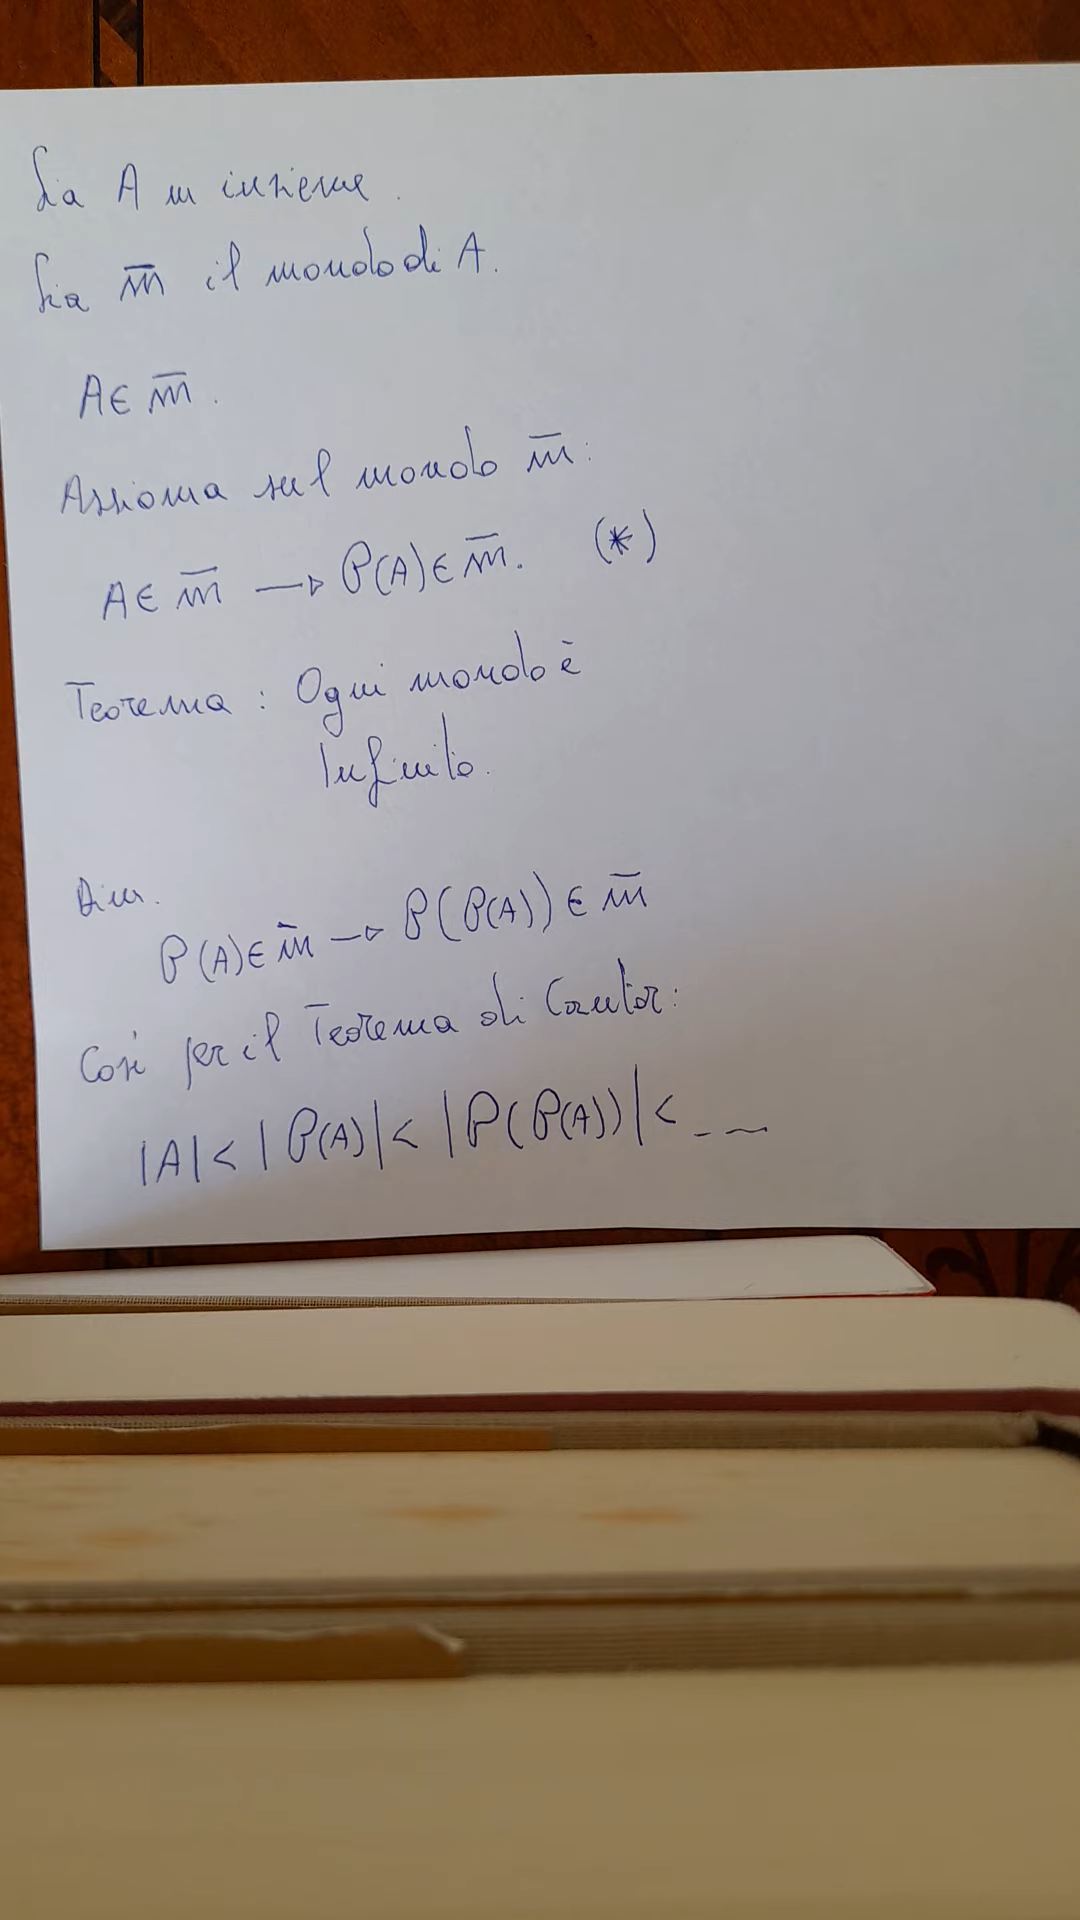 Sia A un insieme.
Sia m̅ il mondo di A.
A ∈ m̅.
Assioma sul mondo m̅:
A ∈ m̅ → P(A) ∈ m̅. (*)
Teorema: Ogni mondo è
Infinito.
Dim.
P(A) ∈ m̅ → P(P(A)) ∈ m̅
Così per il Teorema di Cantor:
|A| < |P(A)| < |P(P(A))| < ...